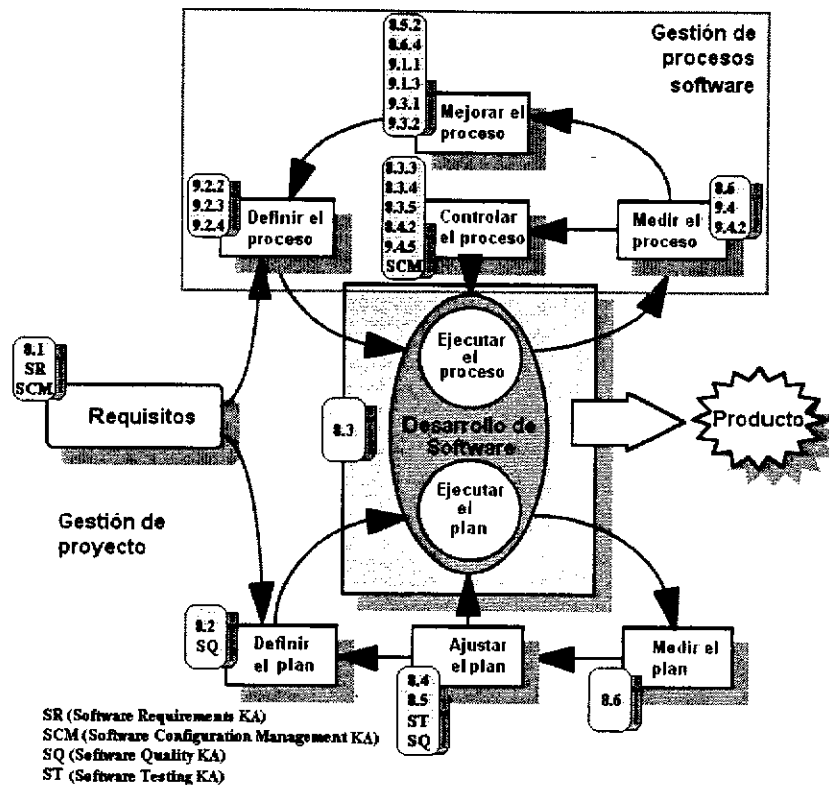 Gestión de
procesos
software
8.5.2
8.6.4
9.1.1
9.1.3
9.3.1
9.3.2
Mejorar el
proceso
9.2.2
9.2.3
9.2.4
Definir el
proceso
8.3.3
8.3.4
8.3.5
8.4.2
9.4.5
SCM
Controlar
el proceso
Medir el
proceso
8.6
9.4
9.4.2
8.1
SR
SCM
Requisitos
Ejecutar
el
proceso
8.3
Desarrollo de
Software
Producto
Ejecutar
el
plan
Gestión de
proyecto
8.2
SQ
Definir
el plan
Ajustar
el plan
8.4
8.5
ST
SQ
Medir el
plan
8.6
SR (Software Requirements KA)
SCM (Software Configuration Management KA)
SQ (Software Quality KA)
ST (Software Testing KA)